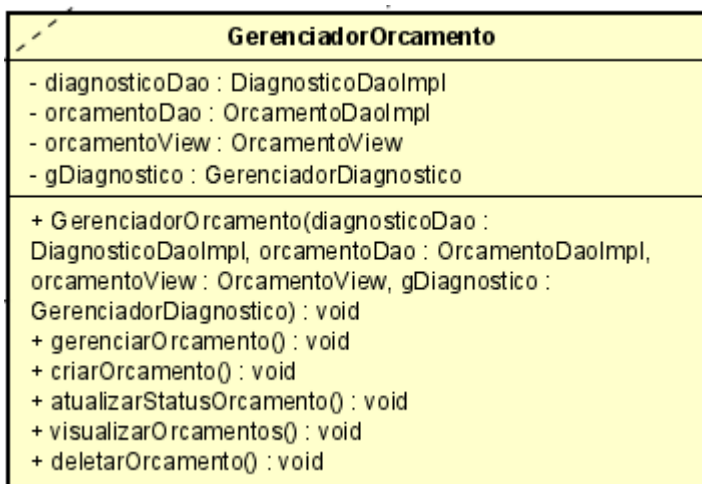 GerenciadorOrcamento
- diagnosticoDao : DiagnosticoDaoImpl
- orcamentoDao : OrcamentoDaoImpl
- orcamentoView : OrcamentoView
- gDiagnostico : GerenciadorDiagnostico
+ GerenciadorOrcamento(diagnosticoDao :
DiagnosticoDaoImpl, orcamentoDao : OrcamentoDaoImpl,
orcamentoView : OrcamentoView, gDiagnostico :
GerenciadorDiagnostico) : void
+ gerenciarOrcamento() : void
+ criarOrcamento() : void
+ atualizarStatusOrcamento() : void
+ visualizarOrcamentos() : void
+ deletarOrcamento() : void